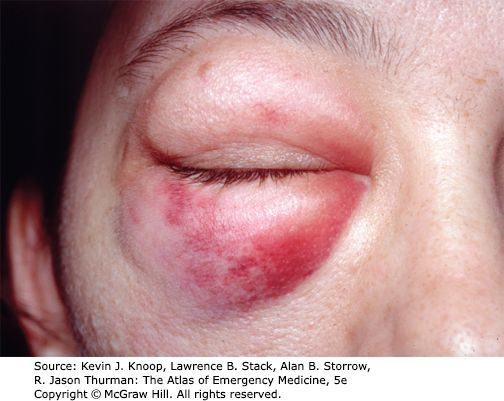 Source: Kevin J. Knoop, Lawrence B. Stack, Alan B. Storrow,
R. Jason Thurman: The Atlas of Emergency Medicine, 5e
Copyright © McGraw Hill. All rights reserved.